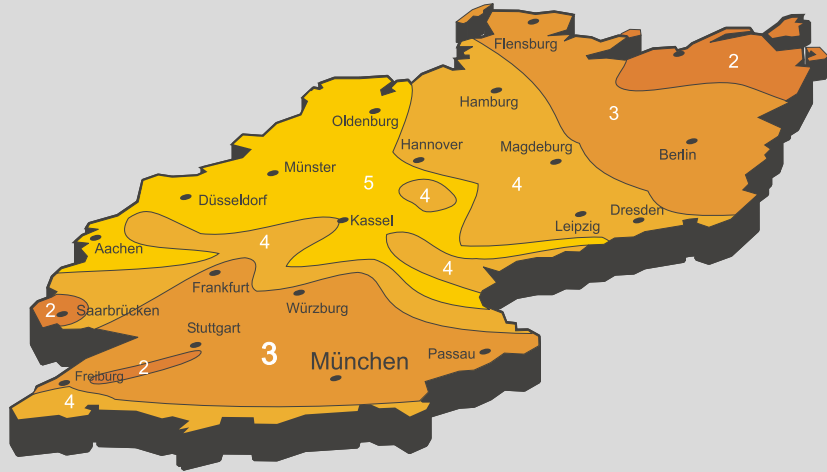 Flensburg
2
Hamburg
3
Oldenburg
Hannover
Magdeburg
Berlin
Münster
5
4
4
Düsseldorf
Kassel
Leipzig
Dresden
Aachen
4
4
Frankfurt
2
Saarbrücken
Würzburg
Stuttgart
3
München
Passau
2
Freiburg
4